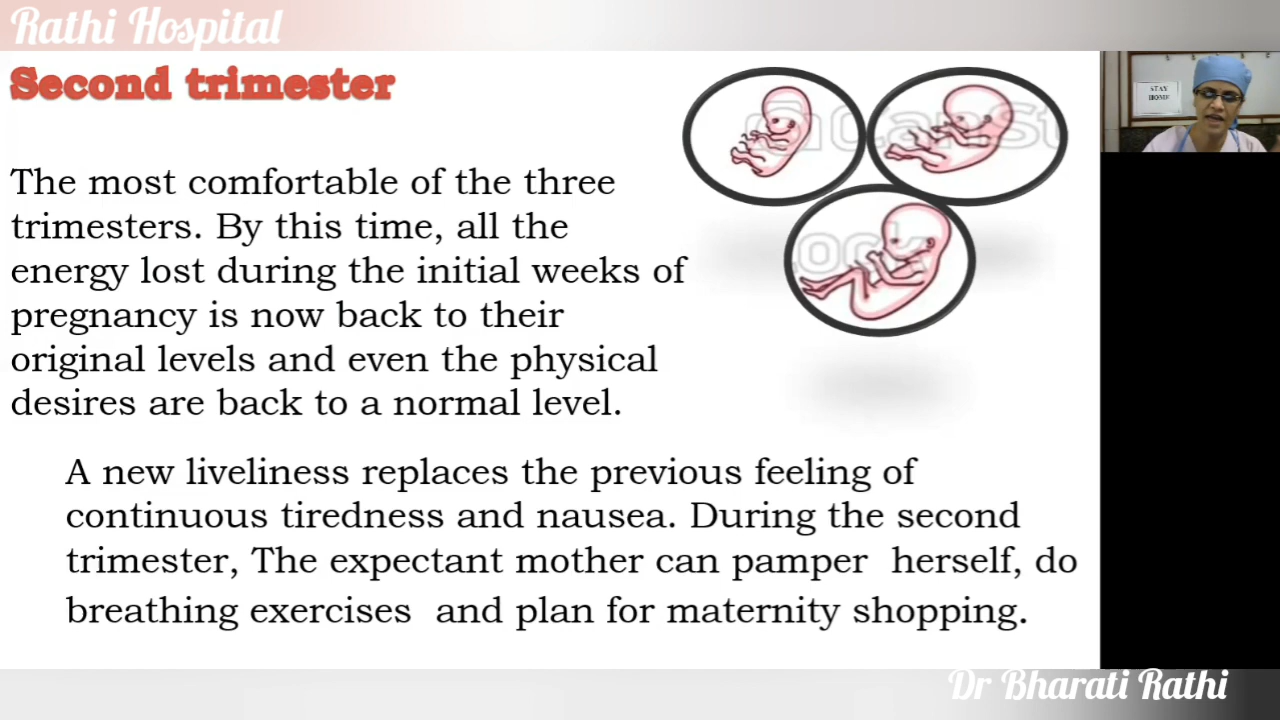 Rathi Hospital
Second trimester
STAY
HOME
The most comfortable of the three
trimesters. By this time, all the
energy lost during the initial weeks of
pregnancy is now back to their
original levels and even the physical
desires are back to a normal level.
A new liveliness replaces the previous feeling of
continuous tiredness and nausea. During the second
trimester, The expectant mother can pamper  herself, do
breathing exercises  and plan for maternity shopping.
Dr Bharati Rathi